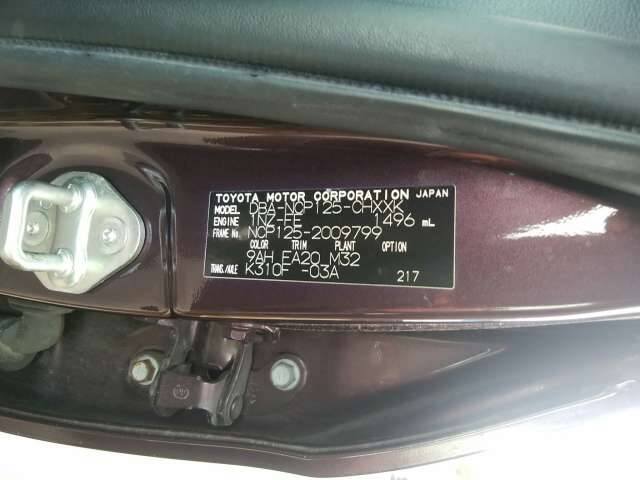 TOYOTA MOTOR CORPORATION JAPAN
MODEL DBA-NCP125-CHXXK
ENGINE 1NZ-FE 1496 mL
FRAME No. NCP125-2009799
COLOR TRIM PLANT OPTION
9AH EA20 M32
TRANS./AXLE K310F -03A
217